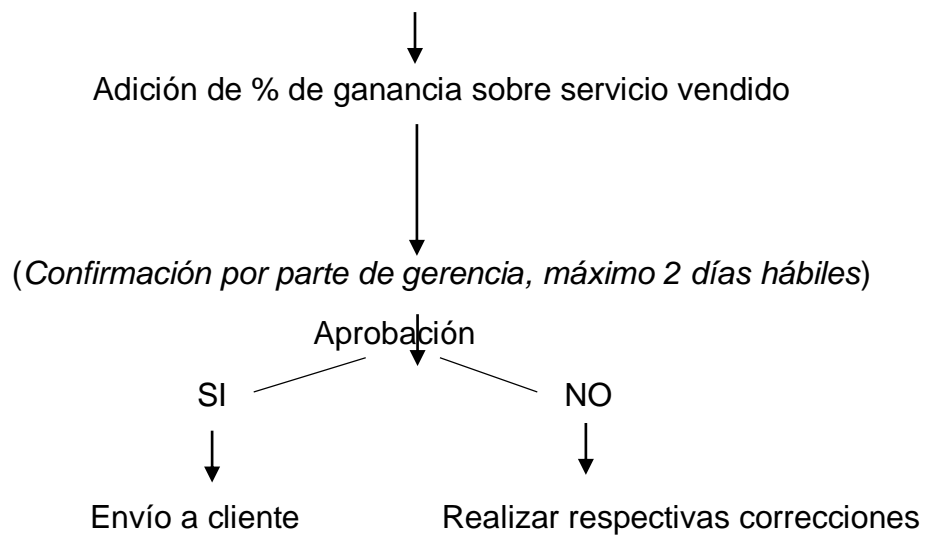 Adición de % de ganancia sobre servicio vendido
(Confirmación por parte de gerencia, máximo 2 días hábiles)
Aprobación
SI NO
Envío a cliente Realizar respectivas correcciones